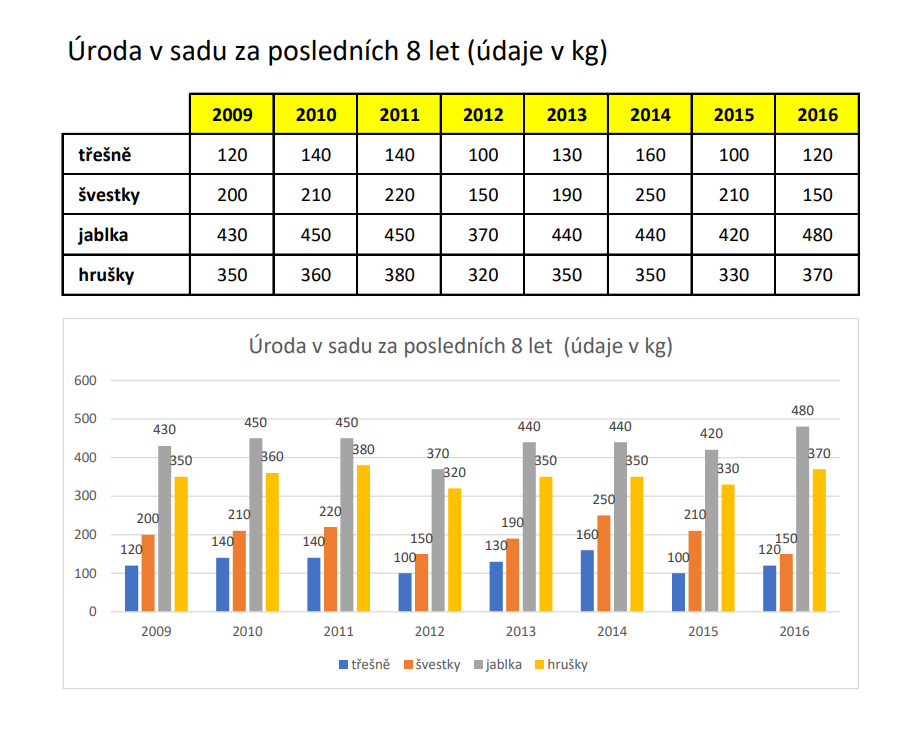 Úroda v sadu za posledních 8 let (údaje v kg)
2009 2010 2011 2012 2013 2014 2015 2016
třešně 120 140 140 100 130 160 100 120
švestky 200 210 220 150 190 250 210 150
jablka 430 450 450 370 440 440 420 480
hrušky 350 360 380 320 350 350 330 370
Úroda v sadu za posledních 8 let (údaje v kg)
600
500
400
300
200
100
0
120 200 430 350
140 210 450 360
140 220 450 380
100 150 370 320
130 190 440 350
160 250 440 350
100 210 420 330
120 150 480 370
2009 2010 2011 2012 2013 2014 2015 2016
třešně švestky jablka hrušky